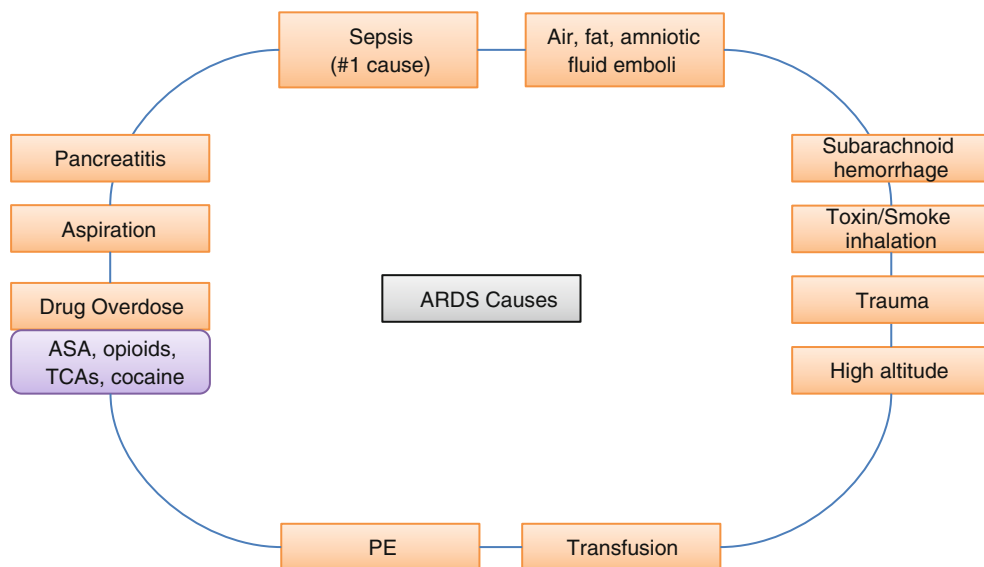 Sepsis
(#1 cause)
Air, fat, amniotic
fluid emboli
Pancreatitis
Subarachnoid
hemorrhage
Aspiration
Toxin/Smoke
inhalation
Drug Overdose
ASA, opioids,
TCAs, cocaine
ARDS Causes
Trauma
High altitude
PE
Transfusion